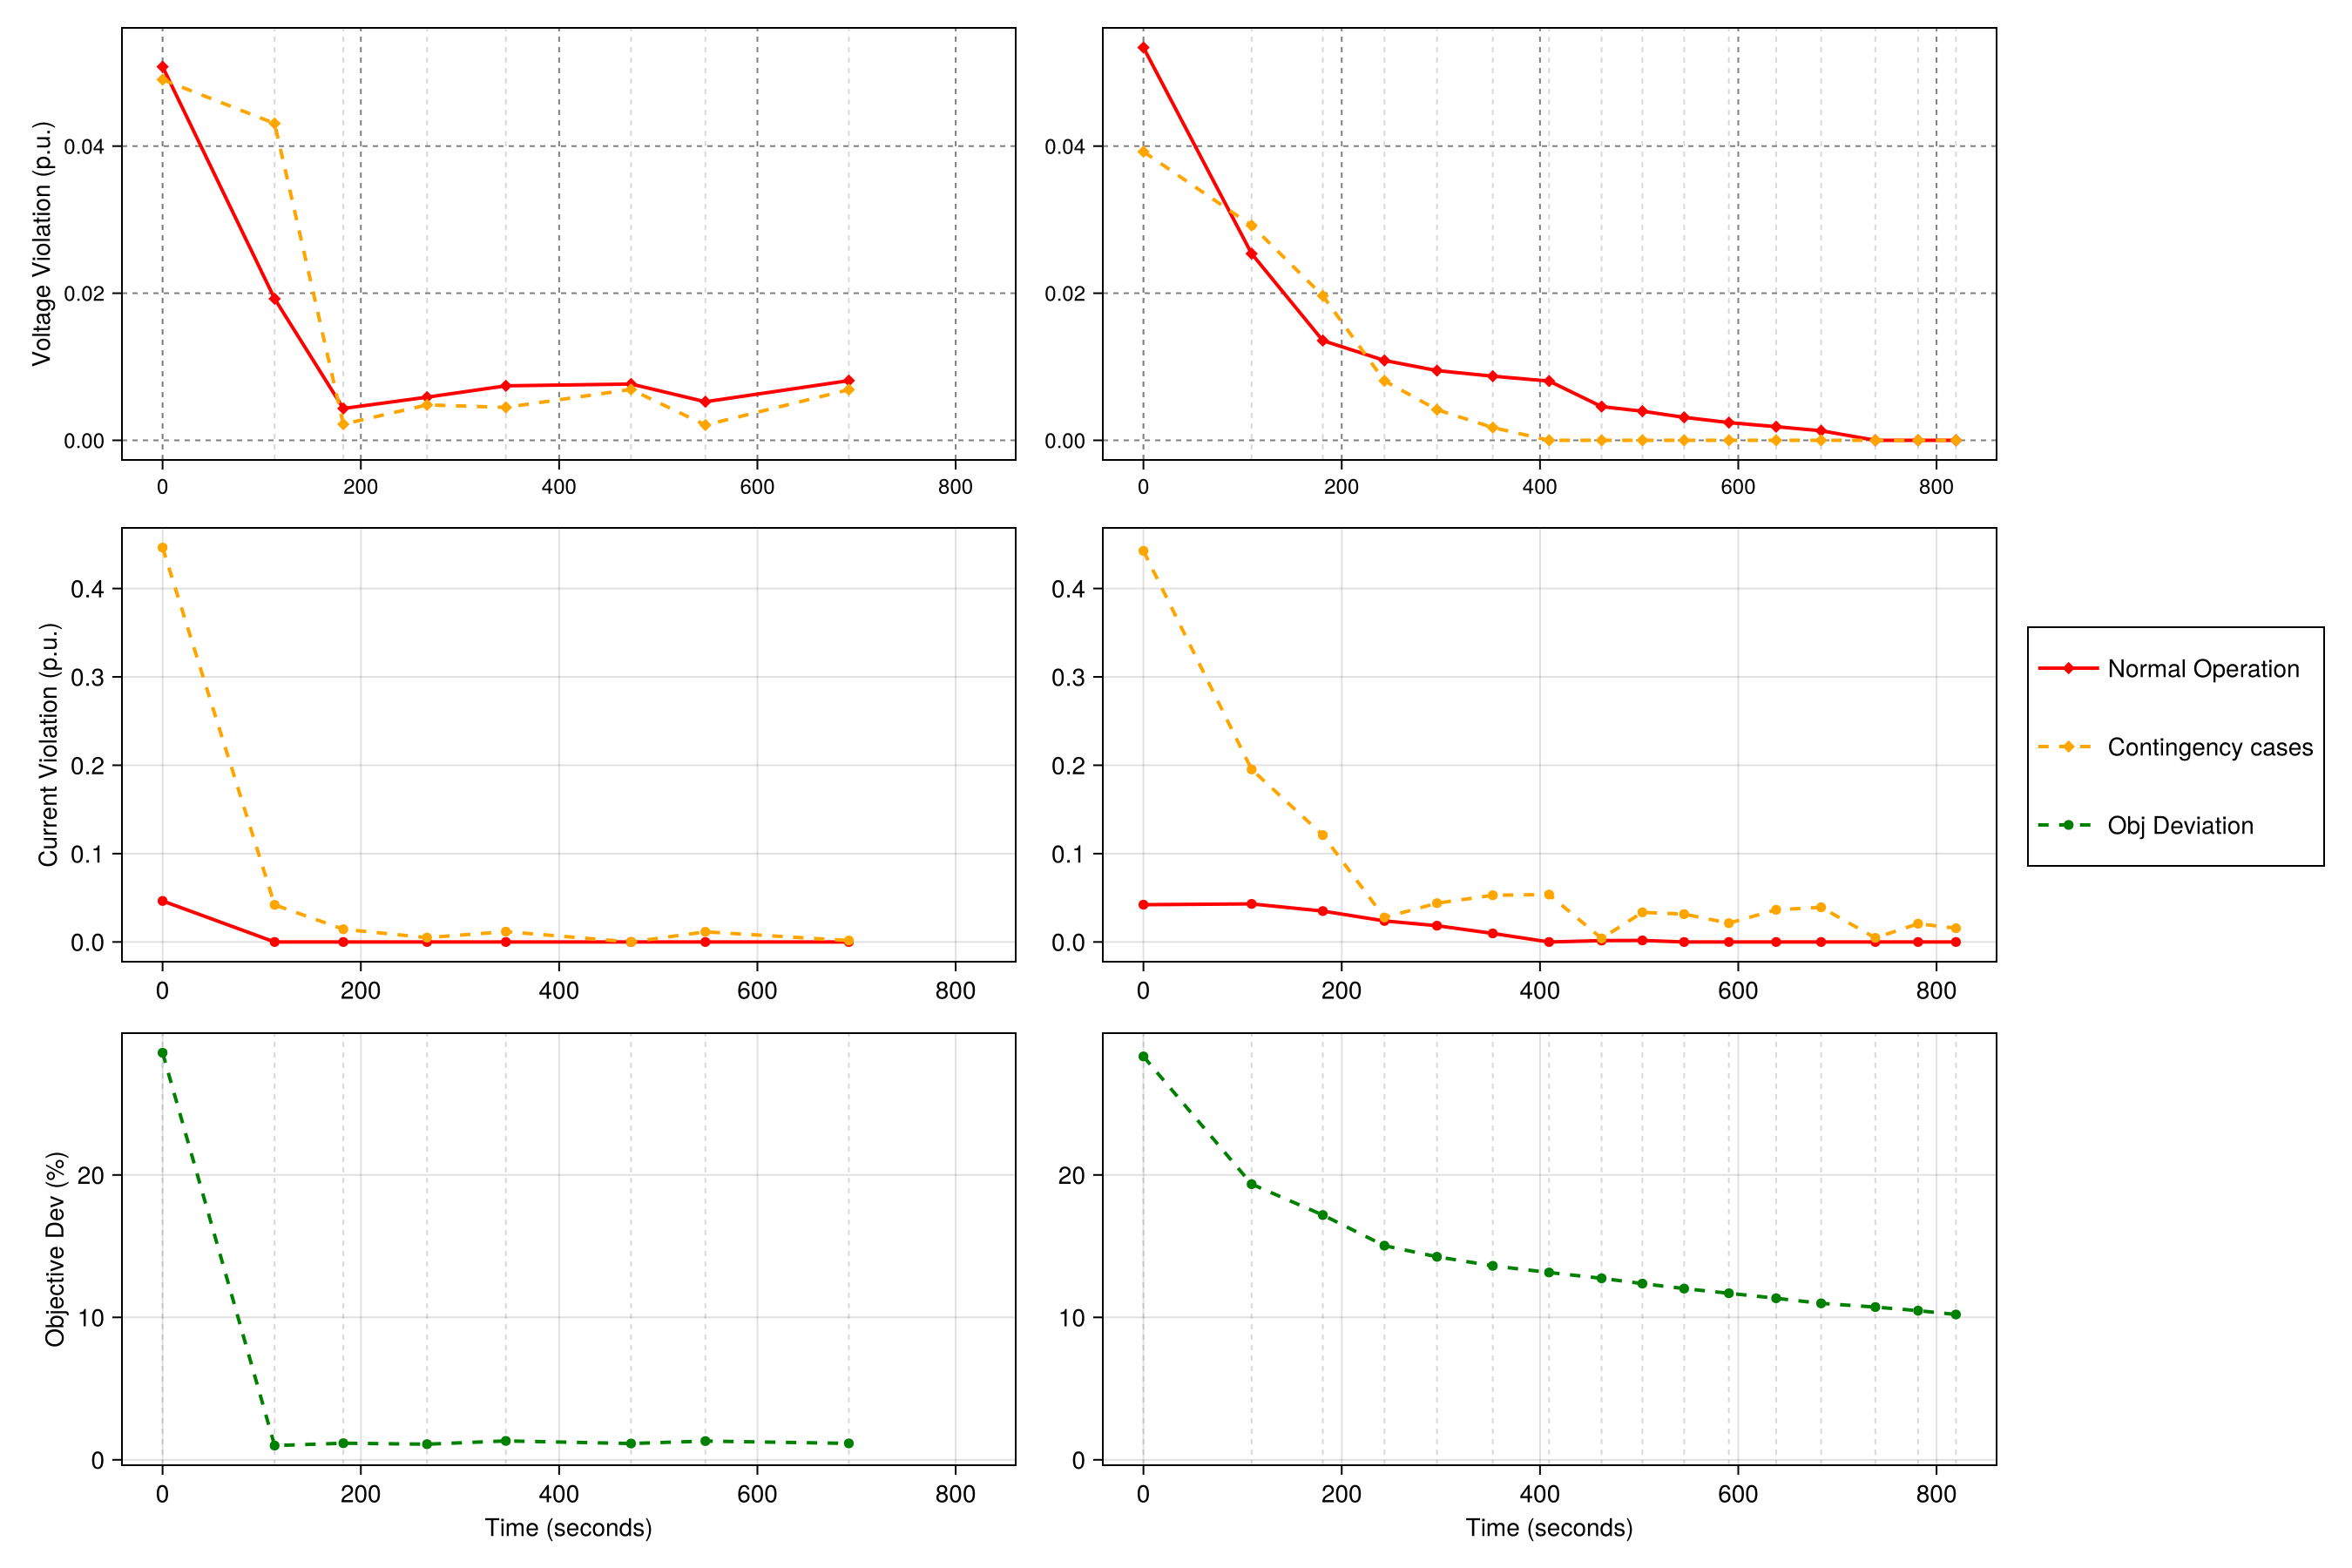 Voltage Violation (p.u.)
0.04
0.02
0.00
0 200 400 600 800
0.04
0.02
0.00
0 200 400 600 800
Current Violation (p.u.)
0.4
0.3
0.2
0.1
0.0
0 200 400 600 800
0.4
0.3
0.2
0.1
0.0
0 200 400 600 800
Normal Operation
Contingency cases
Obj Deviation
Objective Dev (%)
20
10
0
0 200 400 600 800
Time (seconds)
20
10
0
0 200 400 600 800
Time (seconds)